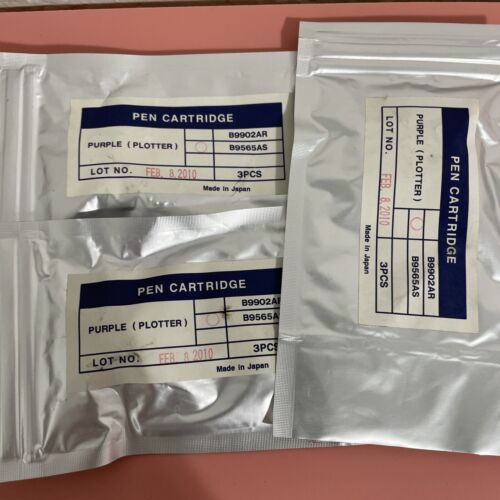 PEN CARTRIDGE
PURPLE (PLOTTER) B9902AR
B9565AS
LOT NO. FEB. 8.2010 3PCS
Made in Japan
PEN CARTRIDGE
PURPLE (PLOTTER) B9902AR
B9565AS
LOT NO. FEB. 8.2010 3PCS
Made in Japan
PEN CARTRIDGE
PURPLE (PLOTTER) B9902AR
B9565AS
LOT NO. FEB. 8.2010 3PCS
Made in Japan